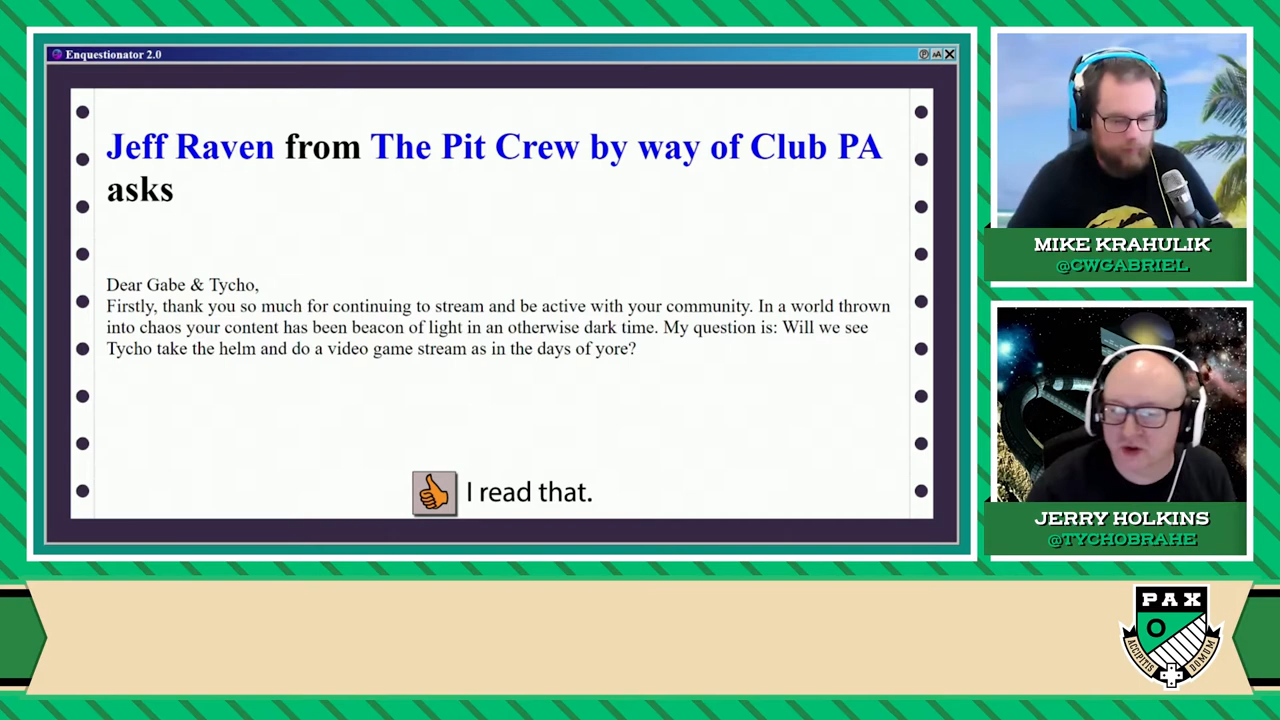 Enquestionator 2.0
Jeff Raven from The Pit Crew by way of Club PA
asks
Dear Gabe & Tycho,
Firstly, thank you so much for continuing to stream and be active with your community. In a world thrown
into chaos your content has been beacon of light in an otherwise dark time. My question is: Will we see
Tycho take the helm and do a video game stream as in the days of yore?
I read that.
MIKE KRAHULIK
@CWGABRIEL
JERRY HOLKINS
@TYCHOBRAHE
PAX
ACCIPITIS
DOMUM